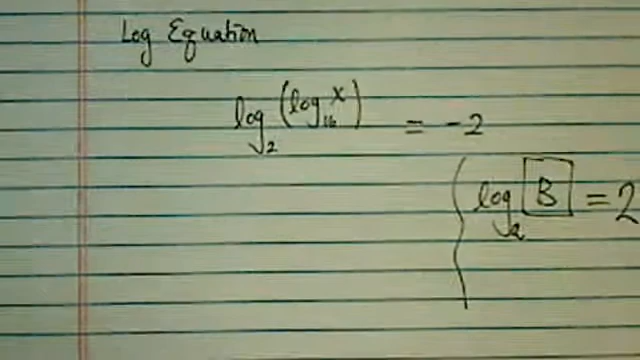 Log Equation
log₂(log₁₆ x) = -2
log₂ B = 2